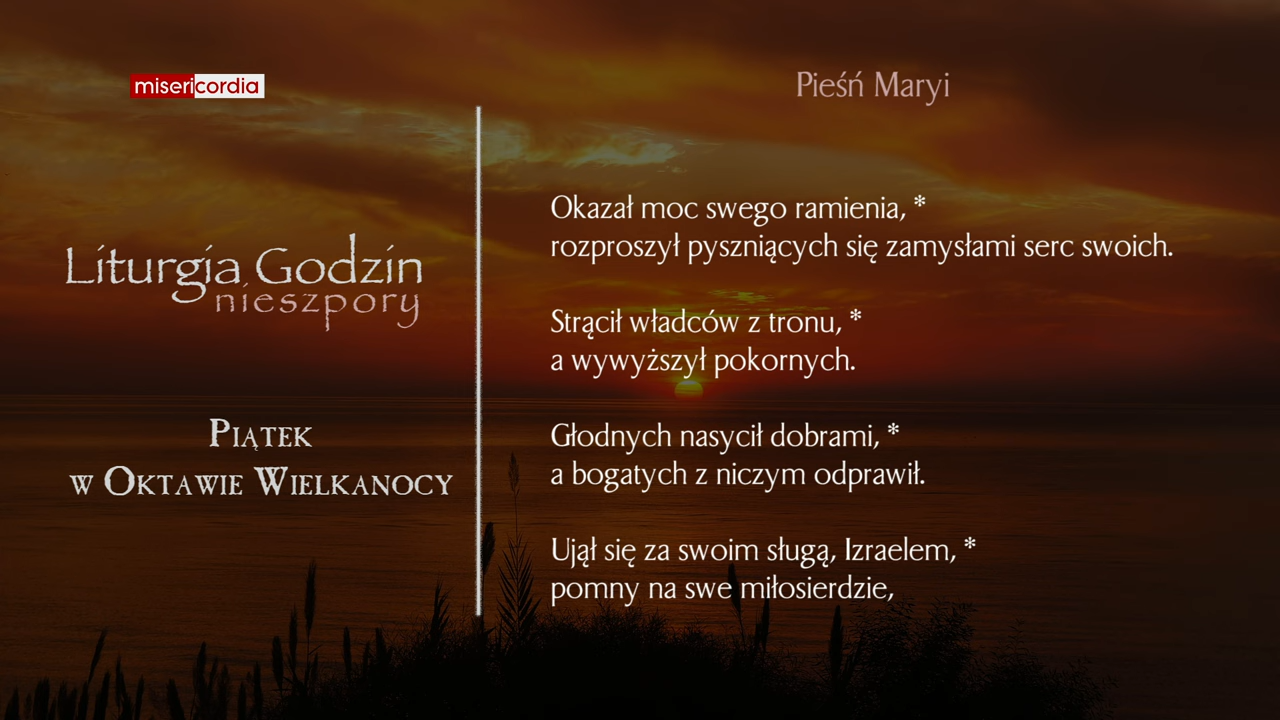 misericordia
Liturgia Godzin
nieszpory
Piątek
w Oktawie Wielkanocy
Pieśń Maryi
Okazał moc swego ramienia, *
rozproszył pyszniących się zamysłami serc swoich.
Strącił władców z tronu, *
a wywyższył pokornych.
Głodnych nasycił dobrami, *
a bogatych z niczym odprawił.
Ujął się za swoim sługą, Izraelem, *
pomny na swe miłosierdzie,